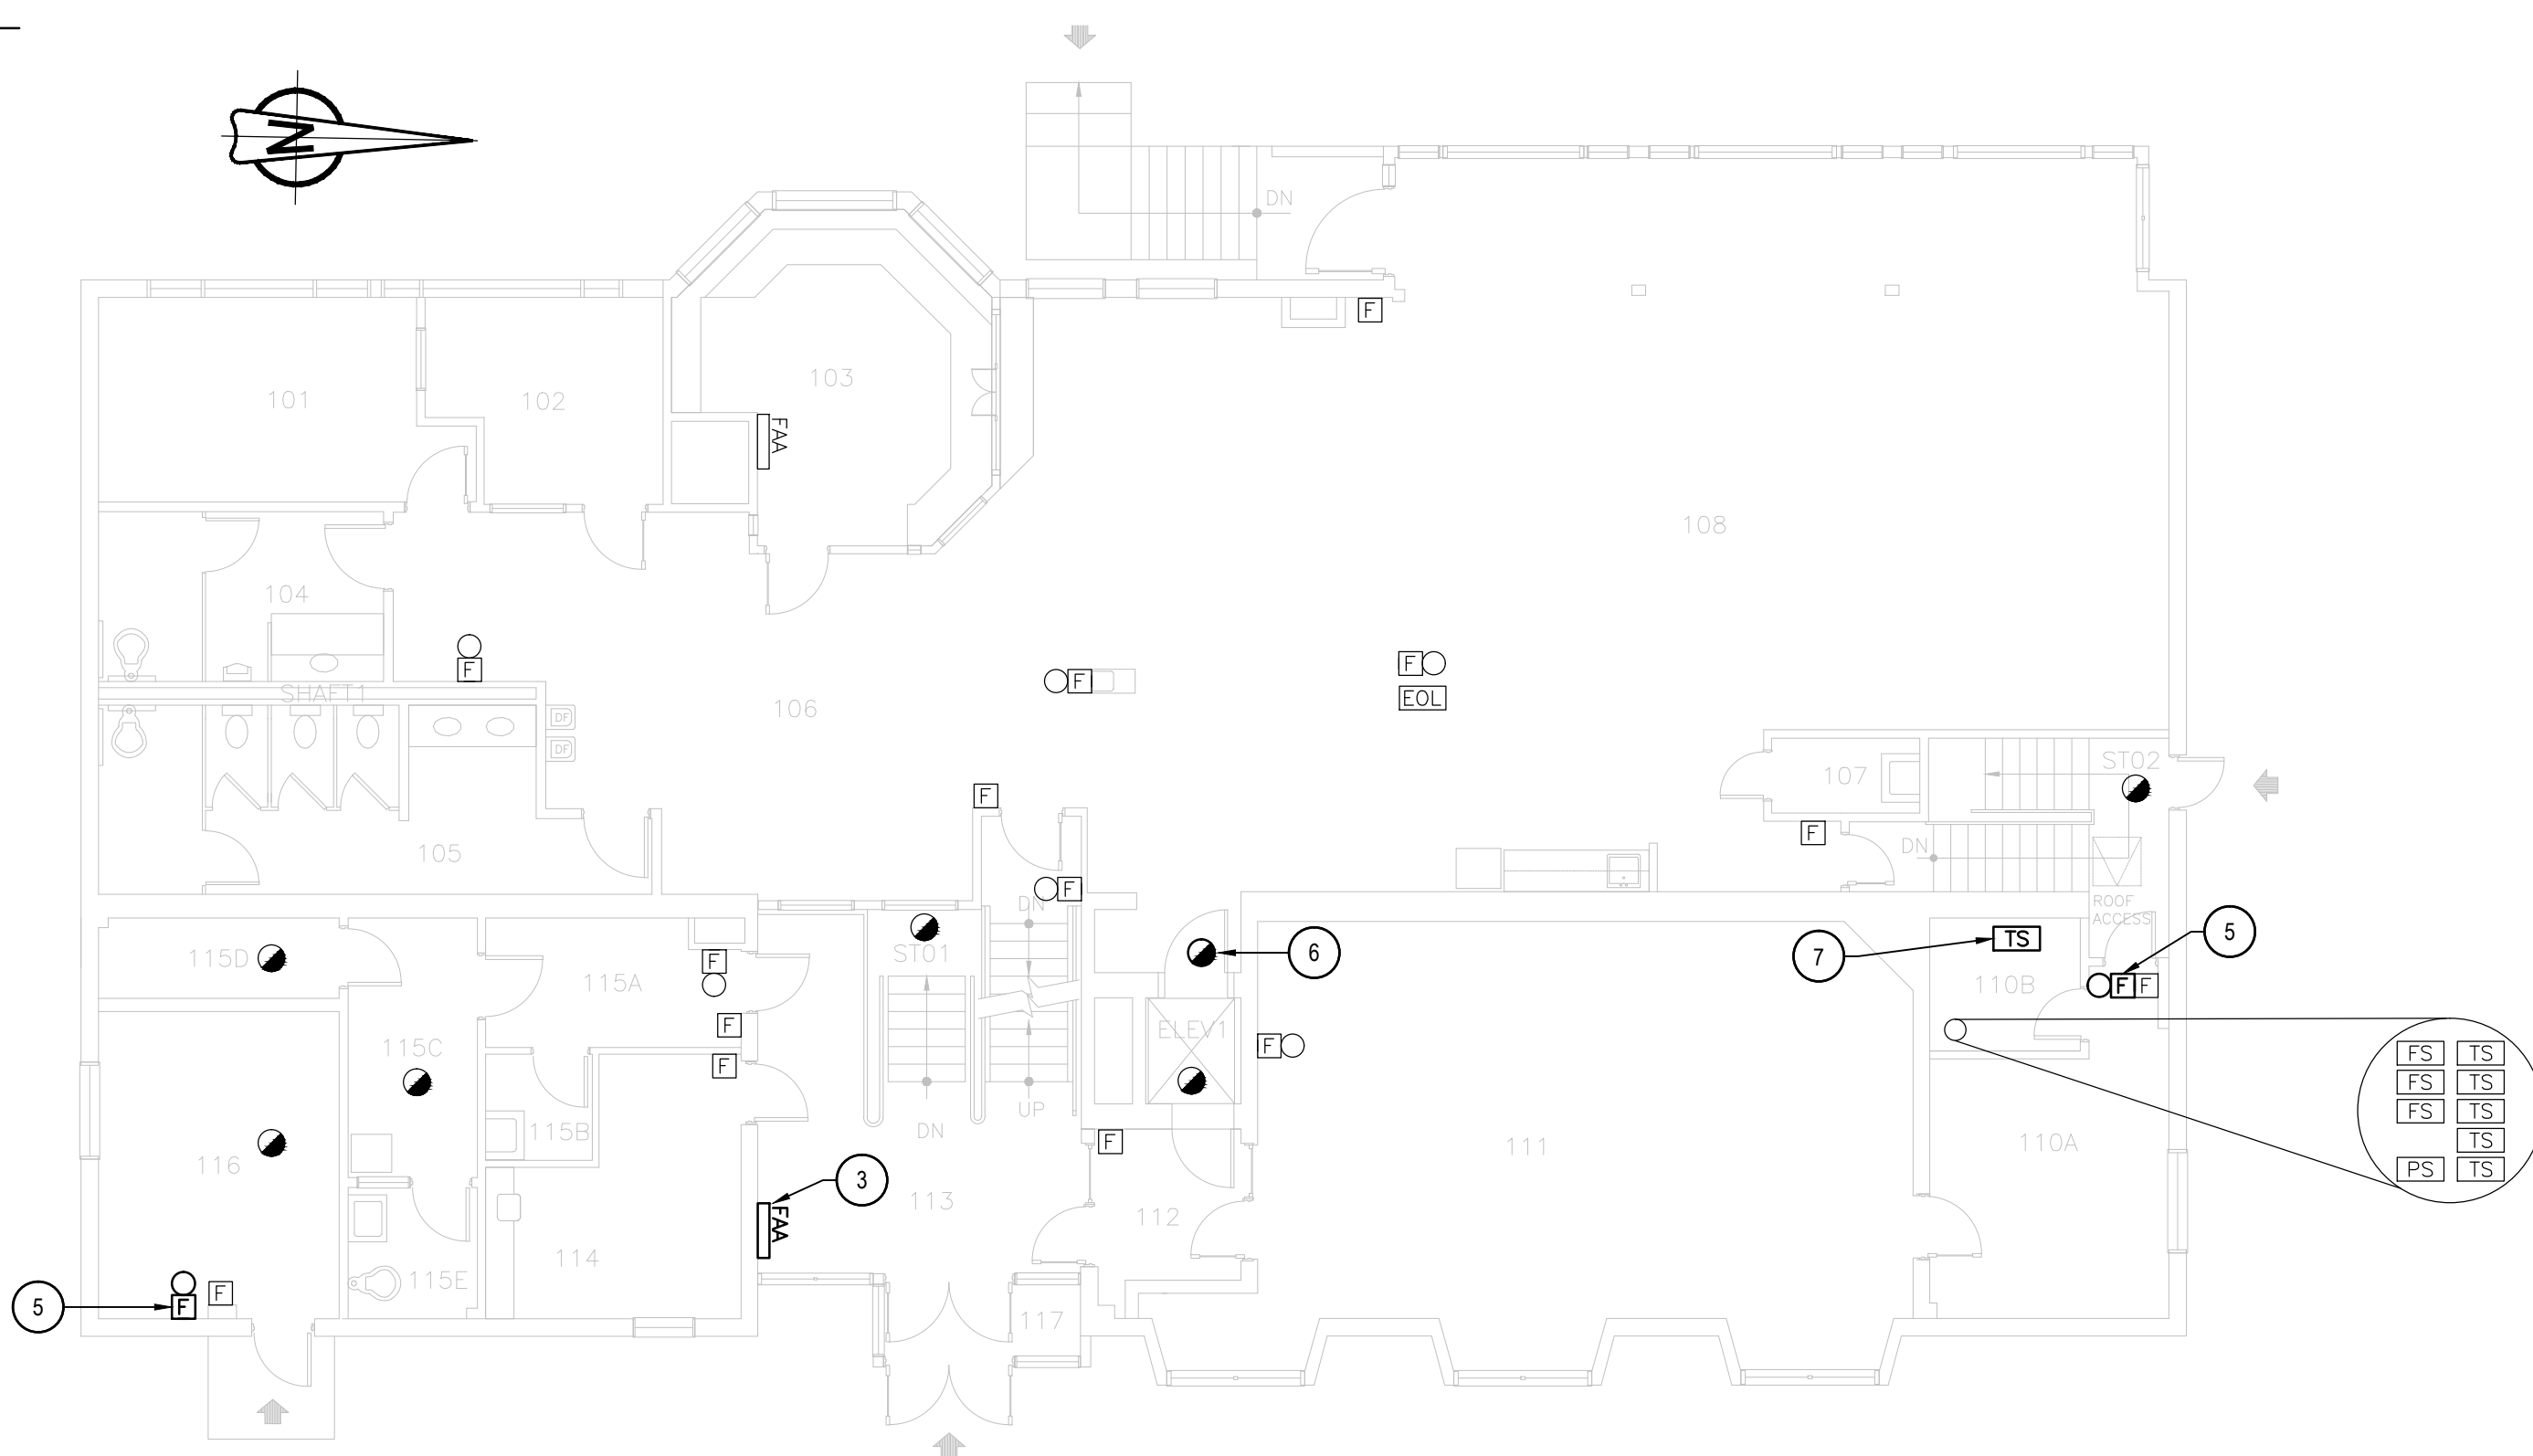 N
DN
F
101
102
103
FAA
108
104
F
SHAFT1
106
F
F
EOL
DF
DF
107
ST02
F
F
DN
105
F
DN
ROOF
ACCESS
ST01
115D
115A
F
6
7
TS
5
110B
F F
F
115C
ELEV1
F
F
UP
DN
115B
F
111
110A
FS TS
FS TS
FS TS
TS
PS TS
116
3
113
112
FAA
114
115E
F
F
5
117